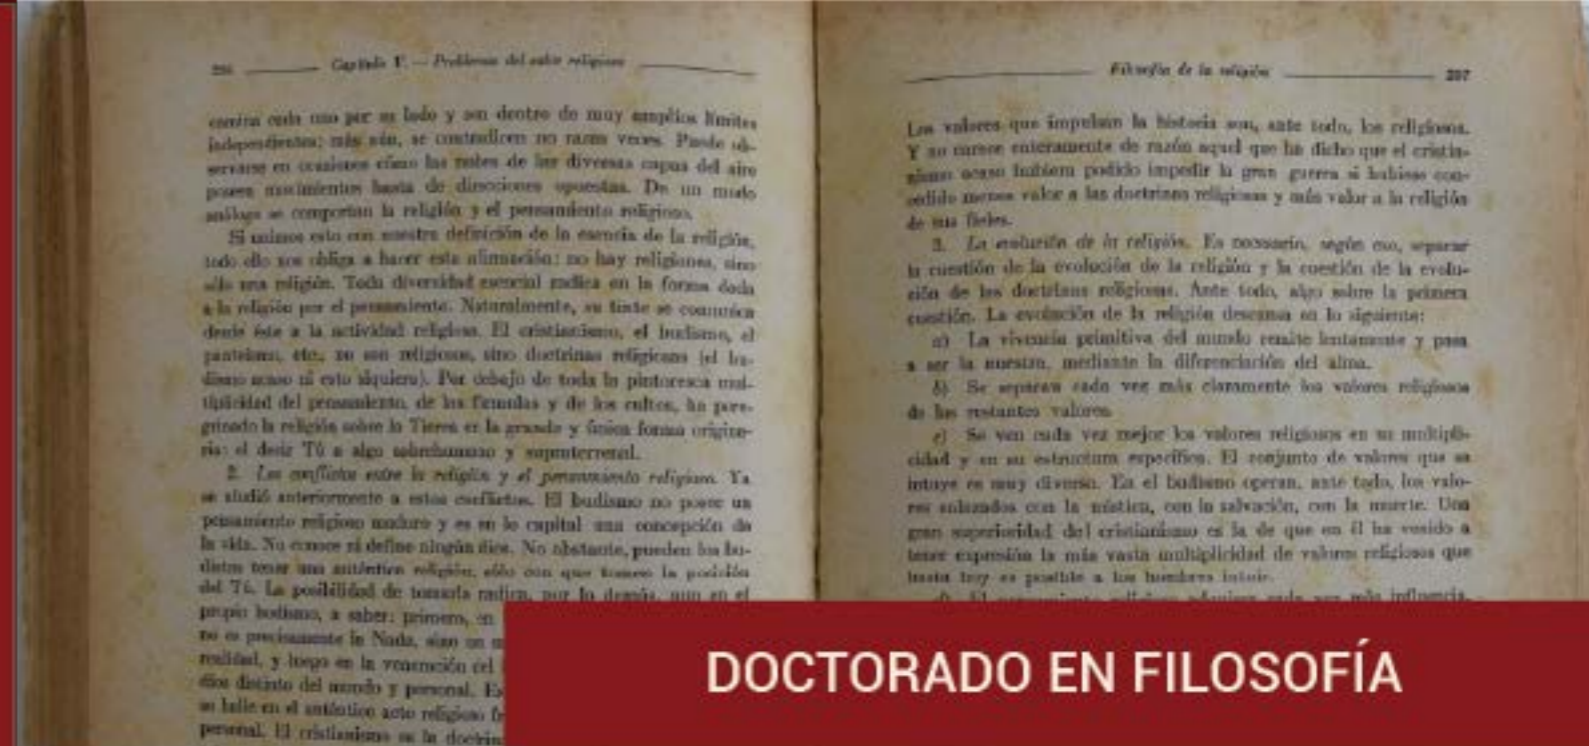 Capítulo V. — Problemas del saber religioso
camina cada uno por su lado y son dentro de muy amplios límites
independientes; más aún, se contradicen no raras veces. Puede ob-
servarse en ocasiones cómo las nubes de las diversas capas del aire
poseen movimientos hasta de direcciones opuestas. De un modo
análogo se comportan la religión y el pensamiento religioso.
Si unimos esto con nuestra definición de la esencia de la religión,
todo ello nos obliga a hacer esta afirmación: no hay religiones, sino
sólo una religión. Toda diversidad esencial radica en la forma dada
a la religión por el pensamiento. Naturalmente, su tinte se comunica
desde éste a la actividad religiosa. El cristianismo, el budismo, el
panteísmo, etc., no son religiones, sino doctrinas religiosas (el bu-
dismo acaso ni esto siquiera). Por debajo de toda la pintoresca mul-
tiplicidad del pensamiento, de las fórmulas y de los cultos, ha pere-
grinado la religión sobre la Tierra en la grande y única forma origina-
ria: el decir Tú a algo sobrehumano y supraterrenal.
2. Los conflictos entre la religión y el pensamiento religioso. Ya
se aludió anteriormente a estos conflictos. El budismo no posee un
pensamiento religioso maduro y es en lo capital una concepción de
la vida. No conoce ni define ningún dios. No obstante, pueden los bu-
distas tener una auténtica religión, sólo con que tomen la posición
del Tú. La posibilidad de tomarla radica, por lo demás, aun en el
propio budismo, a saber: primero, en
no es precisamente la Nada, sino un
realidad, y luego en la veneración del
dios distinto del mundo y personal. Es
se halle en el auténtico acto religioso
personal. El cristianismo es la doctrina
Filosofía de la religión 297
Los valores que impulsan la historia son, ante todo, los religiosos.
Y no carece enteramente de razón aquel que ha dicho que el cristia-
nismo acaso hubiera podido impedir la gran guerra si hubiese con-
cedido menos valor a las doctrinas religiosas y más valor a la religión
de sus fieles.
3. La evolución de la religión. Es necesario, según eso, separar
la cuestión de la evolución de la religión y la cuestión de la evolu-
ción de las doctrinas religiosas. Ante todo, algo sobre la primera
cuestión. La evolución de la religión descansa en lo siguiente:
a) La vivencia primitiva del mundo remite lentamente y pasa
a ser la nuestra, mediante la diferenciación del alma.
b) Se separan cada vez más claramente los valores religiosos
de los restantes valores.
c) Se ven cada vez mejor los valores religiosos en su multipli-
cidad y en su estructura específica. El conjunto de valores que se
intuye es muy diverso. En el budismo operan, ante todo, los valo-
res enlazados con la mística, con la salvación, con la muerte. Una
gran superioridad del cristianismo es la de que en él ha venido a
tener expresión la más vasta multiplicidad de valores religiosos que
hasta hoy es posible a los hombres intuir.
d) El pensamiento religioso adquiere cada vez más influencia
DOCTORADO EN FILOSOFÍA